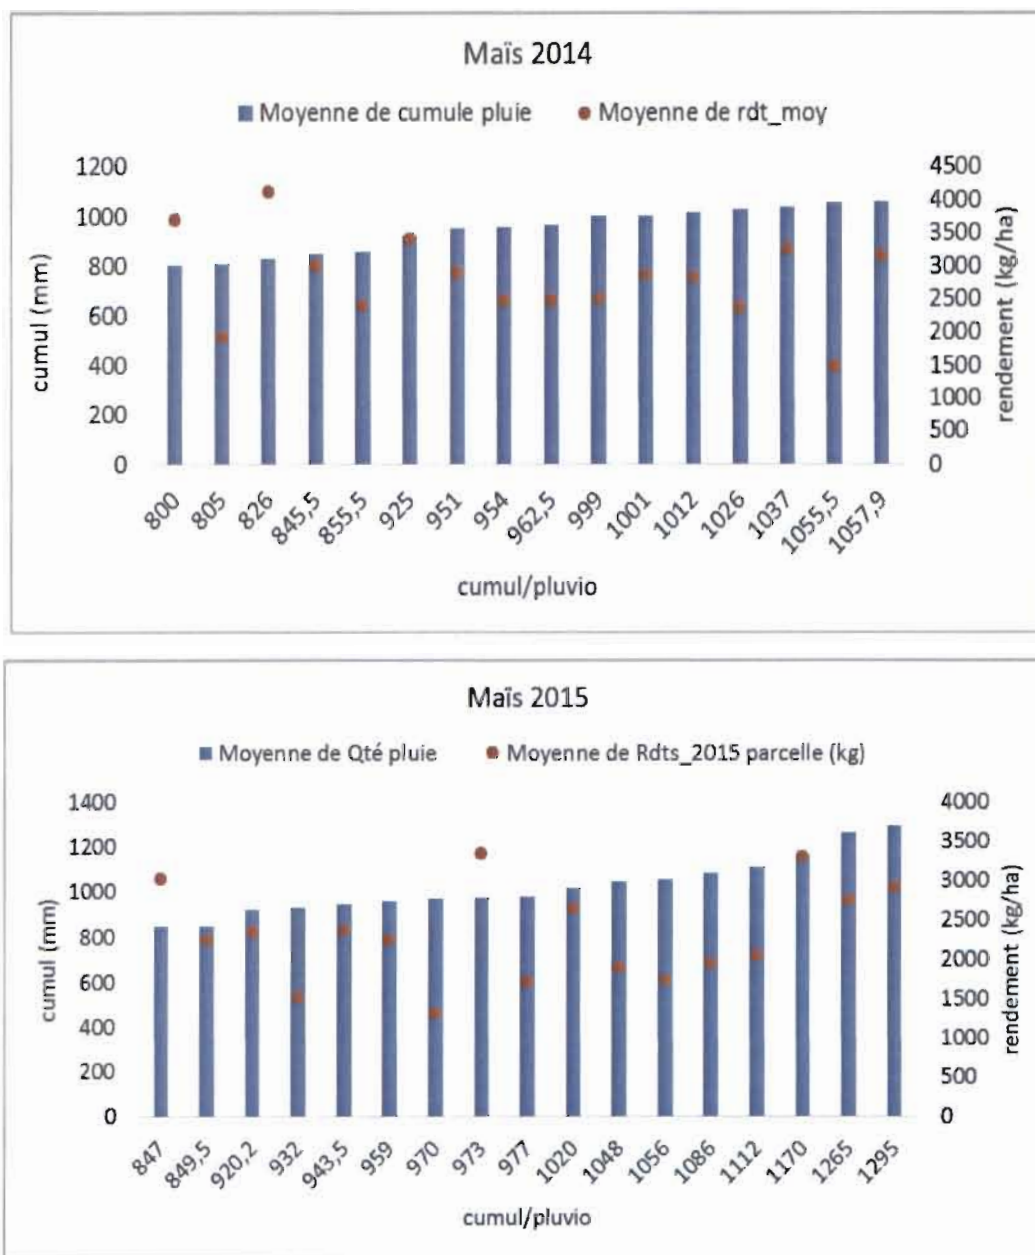 Maïs 2014
Moyenne de cumule pluie Moyenne de rdt_moy
1200
1000
800
600
400
200
0
cumul (mm)
4500
4000
3500
3000
2500
2000
1500
1000
500
0
rendement (kg/ha)
800 805 826 845,5 855,5 925 951 954 962,5 999 1001 1012 1026 1037 1055,5 1057,9
cumul/pluvio
Maïs 2015
Moyenne de Qté pluie Moyenne de Rdts_2015 parcelle (kg)
1400
1200
1000
800
600
400
200
0
cumul (mm)
4000
3500
3000
2500
2000
1500
1000
500
0
rendement (kg/ha)
847 849,5 920,2 932 943,5 959 970 973 977 1020 1048 1056 1086 1112 1170 1265 1295
cumul/pluvio